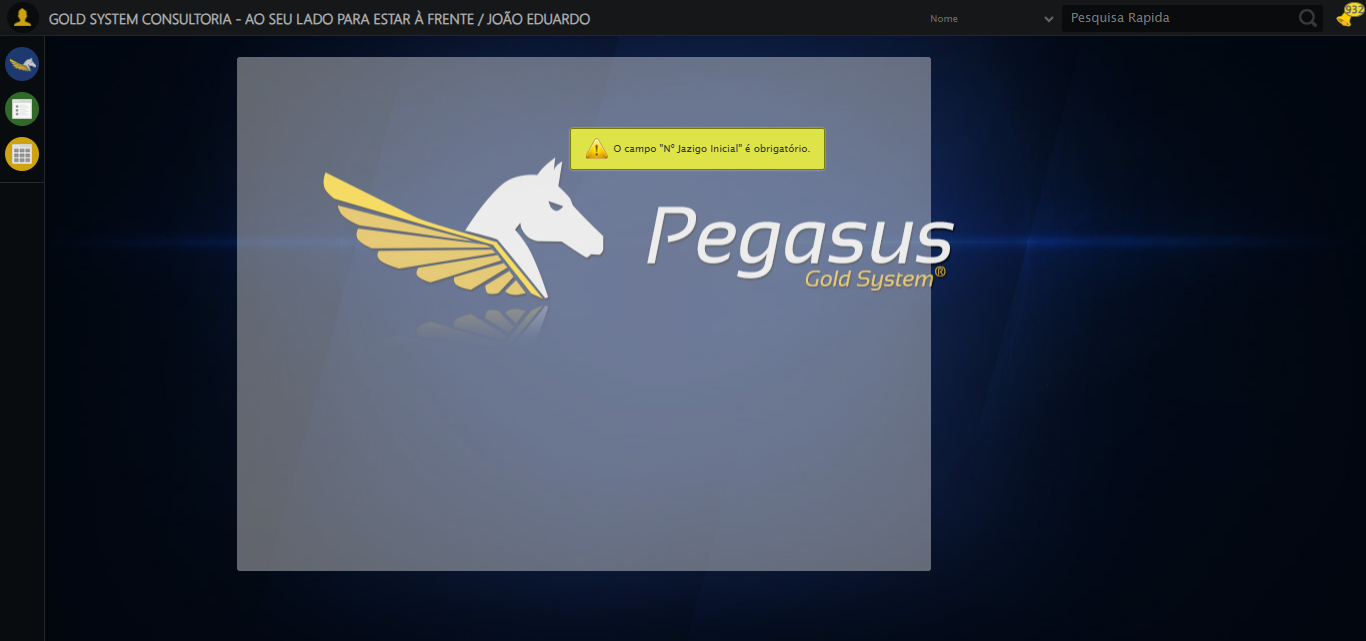 GOLD SYSTEM CONSULTORIA - AO SEU LADO PARA ESTAR À FRENTE / JOÃO EDUARDO
Nome
Pesquisa Rapida
932
O campo "Nº Jazigo Inicial" é obrigatório.
Pegasus
Gold System®